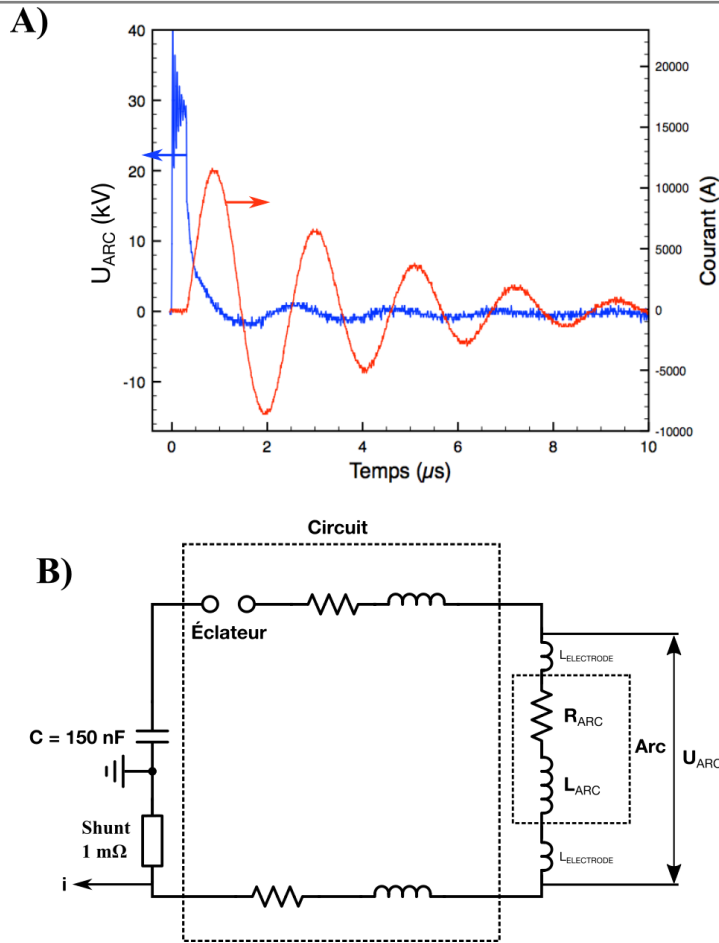 A)
40
30
20
10
0
-10
U_ARC (kV)
20000
15000
10000
5000
0
-5000
-10000
Courant (A)
0 2 4 6 8 10
Temps (µs)
Circuit
B)
Éclateur
L_ELECTRODE
R_ARC
C = 150 nF
Arc
U_ARC
L_ARC
Shunt
1 mΩ
L_ELECTRODE
i